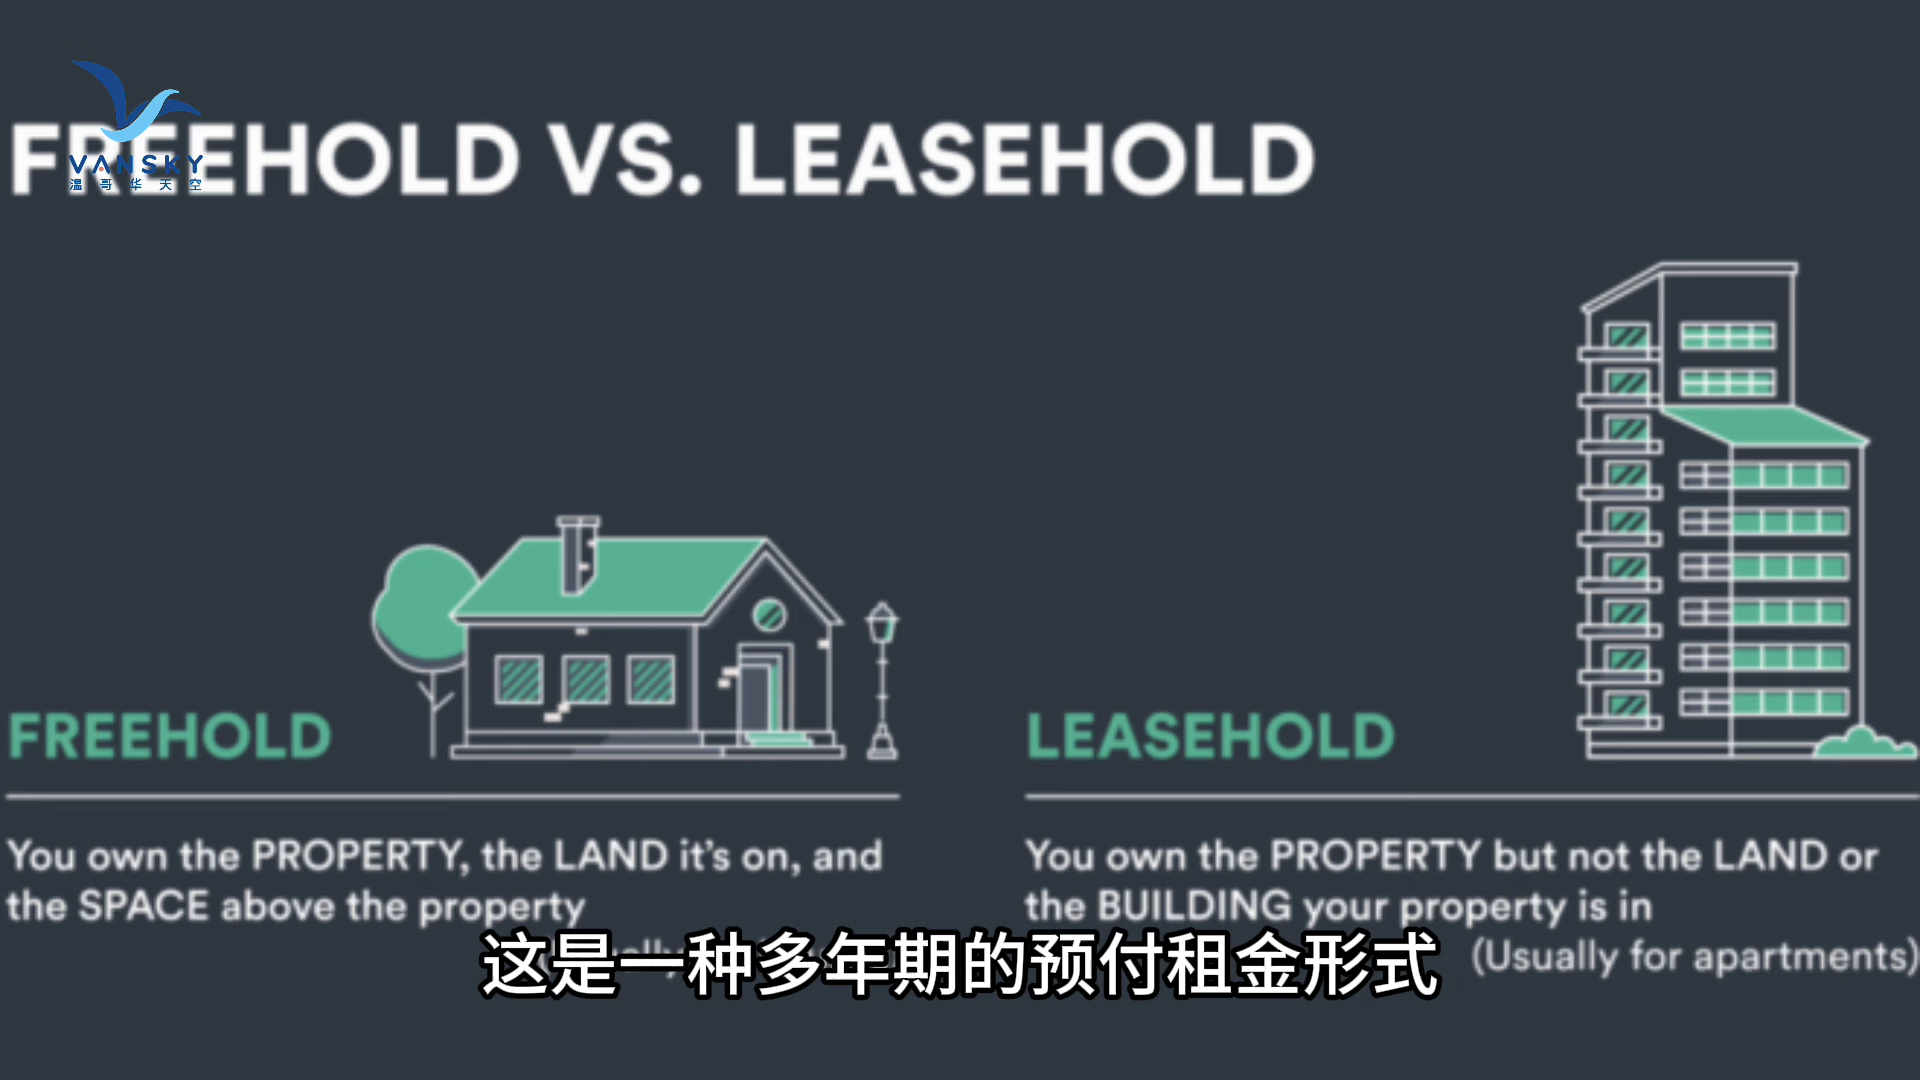 VANSKY
温哥华天空
FREEHOLD VS. LEASEHOLD
FREEHOLD
You own the PROPERTY, the LAND it's on, and
the SPACE above the property
LEASEHOLD
You own the PROPERTY but not the LAND or
the BUILDING your property is in
(Usually for apartments)
这是一种多年期的预付租金形式